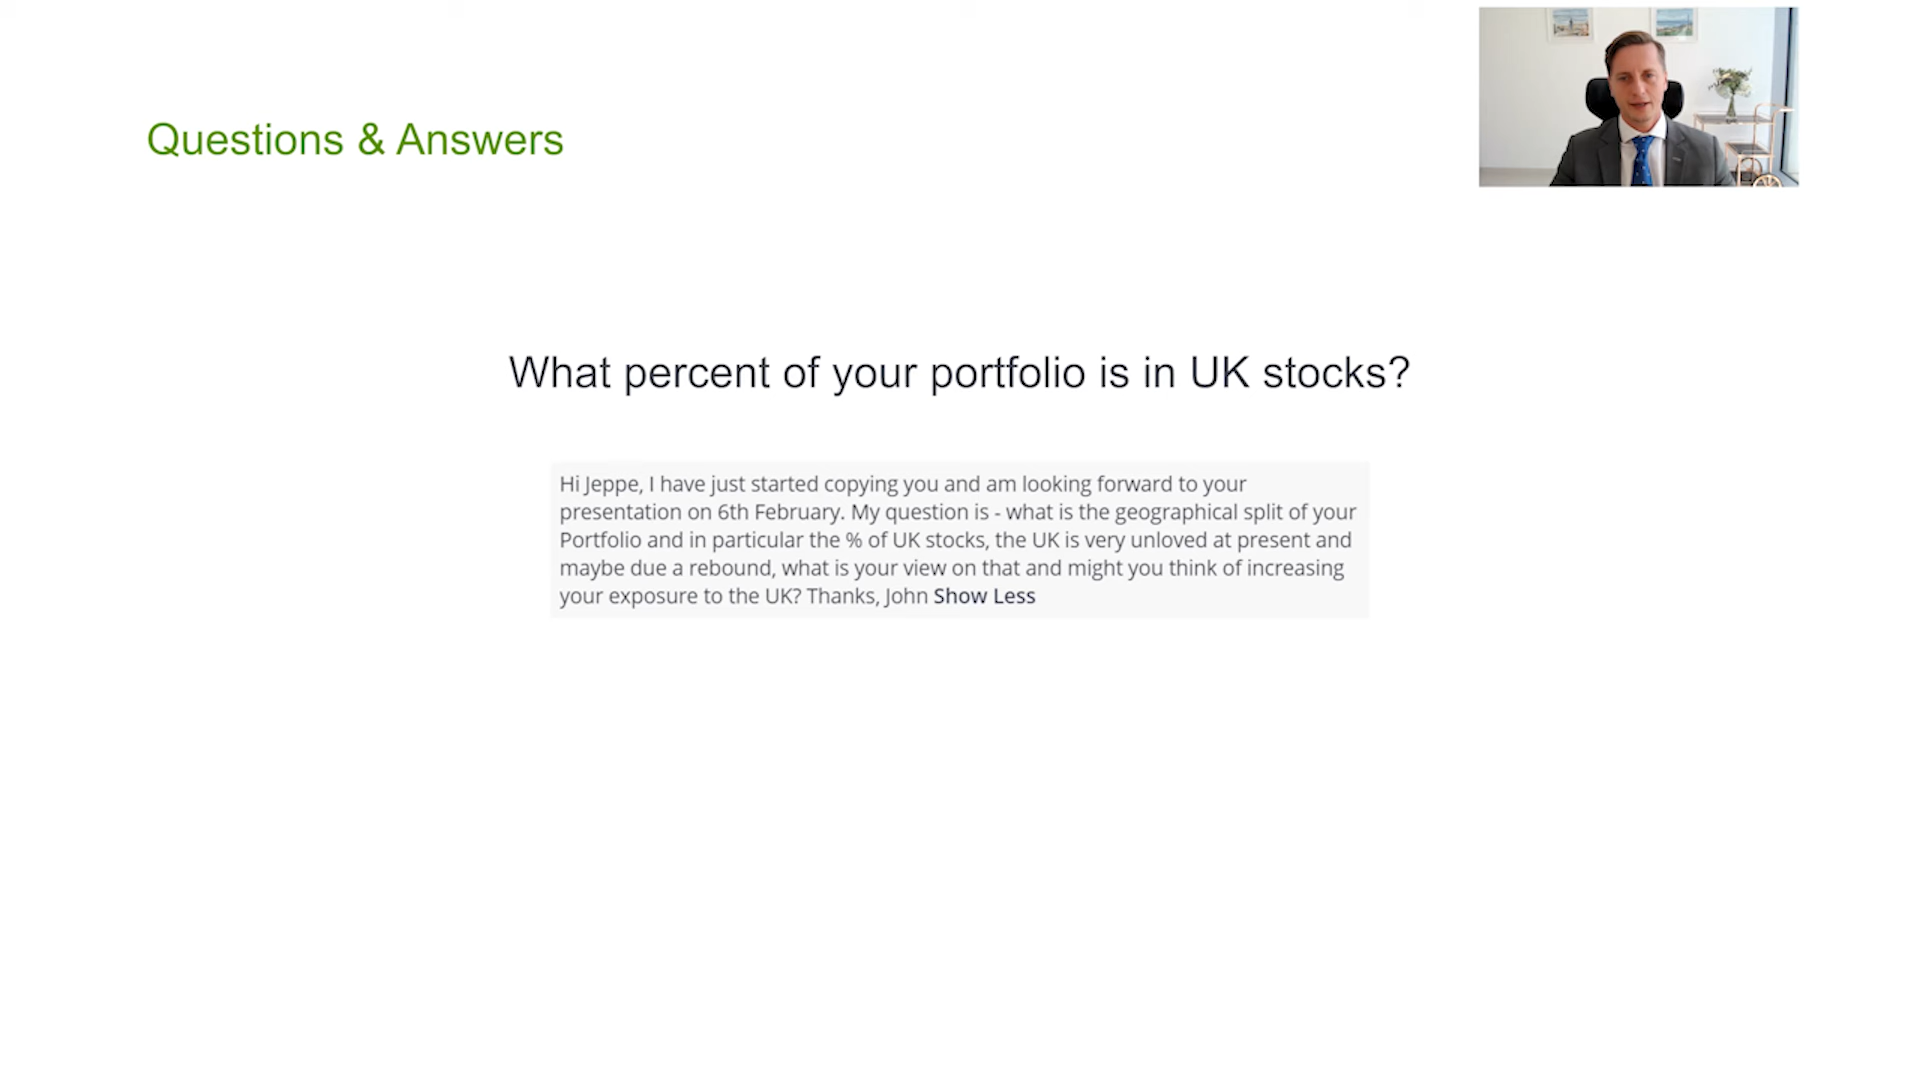 Questions & Answers
What percent of your portfolio is in UK stocks?
Hi Jeppe, I have just started copying you and am looking forward to your
presentation on 6th February. My question is - what is the geographical split of your
Portfolio and in particular the % of UK stocks, the UK is very unloved at present and
maybe due a rebound, what is your view on that and might you think of increasing
your exposure to the UK? Thanks, John Show Less